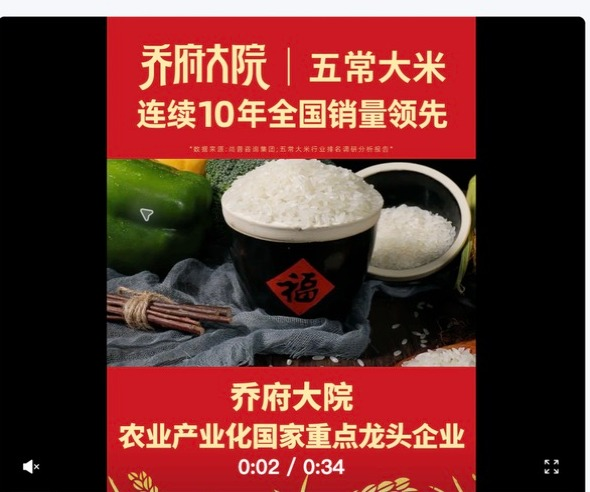 乔府大院 | 五常大米
连续10年全国销量领先
福
乔府大院
农业产业化国家重点龙头企业
0:02 / 0:34